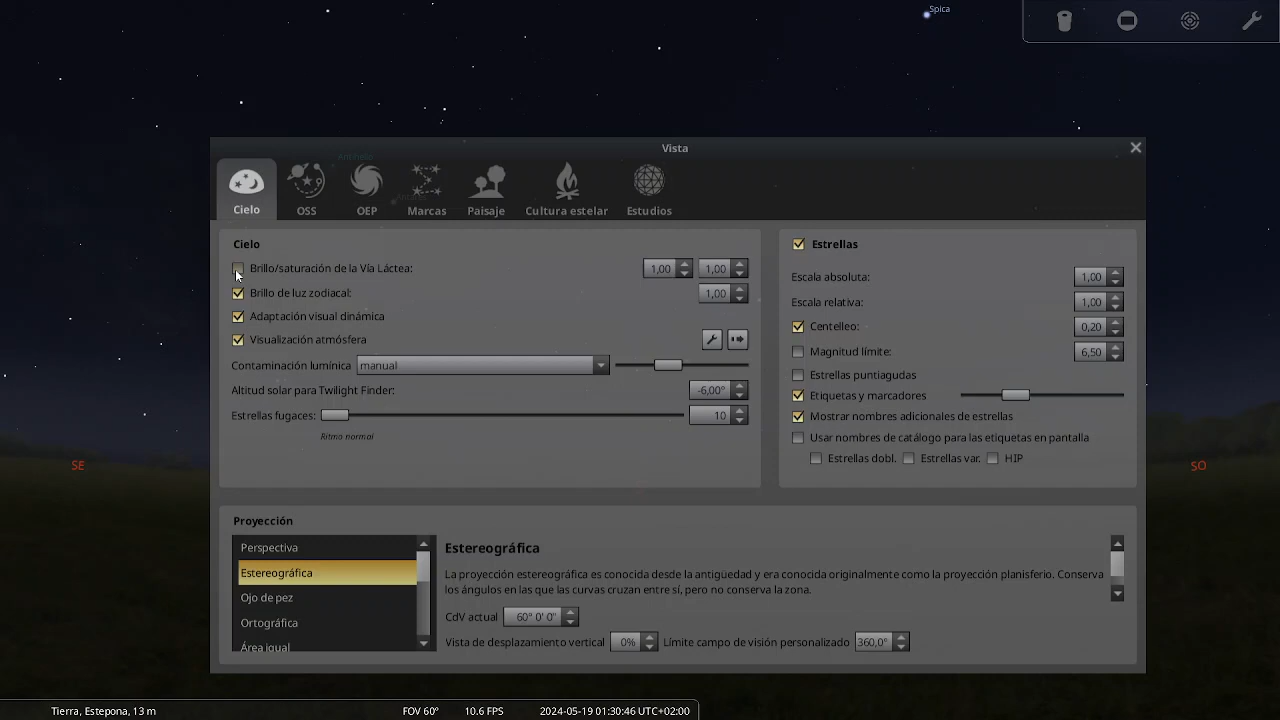 Spica
Vista
Cielo
OSS
OEP
Marcas
Paisaje
Cultura estelar
Estudios
Cielo
Brillo/saturación de la Vía Láctea:
1,00
1,00
Brillo de luz zodiacal:
1,00
Adaptación visual dinámica
Visualización atmósfera
Contaminación lumínica
manual
Altitud solar para Twilight Finder:
-6,00°
Estrellas fugaces:
10
Ritmo normal
Estrellas
Escala absoluta:
1,00
Escala relativa:
1,00
Centelleo:
0,20
Magnitud límite:
6,50
Estrellas puntiagudas
Etiquetas y marcadores
Mostrar nombres adicionales de estrellas
Usar nombres de catálogo para las etiquetas en pantalla
Estrellas dobl.
Estrellas var.
HIP
SE
SO
Proyección
Perspectiva
Estereográfica
Ojo de pez
Ortográfica
Área igual
Estereográfica
La proyección estereográfica es conocida desde la antigüedad y era conocida originalmente como la proyección planisferio. Conserva
los ángulos en las que las curvas cruzan entre sí, pero no conserva la zona.
CdV actual
60° 0' 0"
Vista de desplazamiento vertical
0%
Límite campo de visión personalizado
360,0°
Tierra, Estepona, 13 m
FOV 60°
10.6 FPS
2024-05-19 01:30:46 UTC+02:00